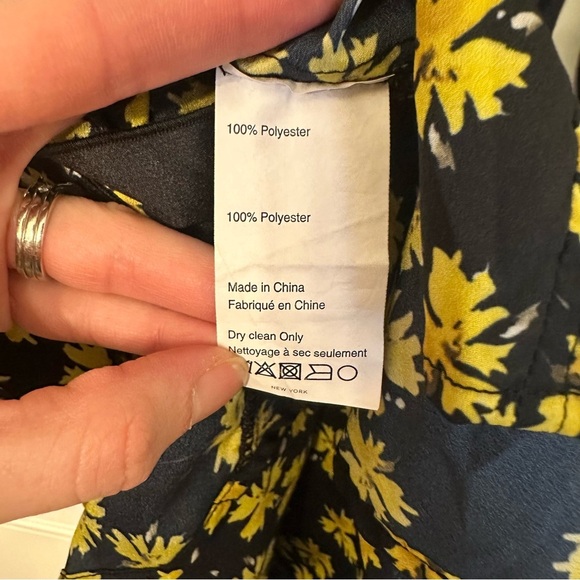 100% Polyester
100% Polyester
Made in China
Fabriqué en Chine
Dry clean Only
Nettoyage à sec seulement
NEW YORK